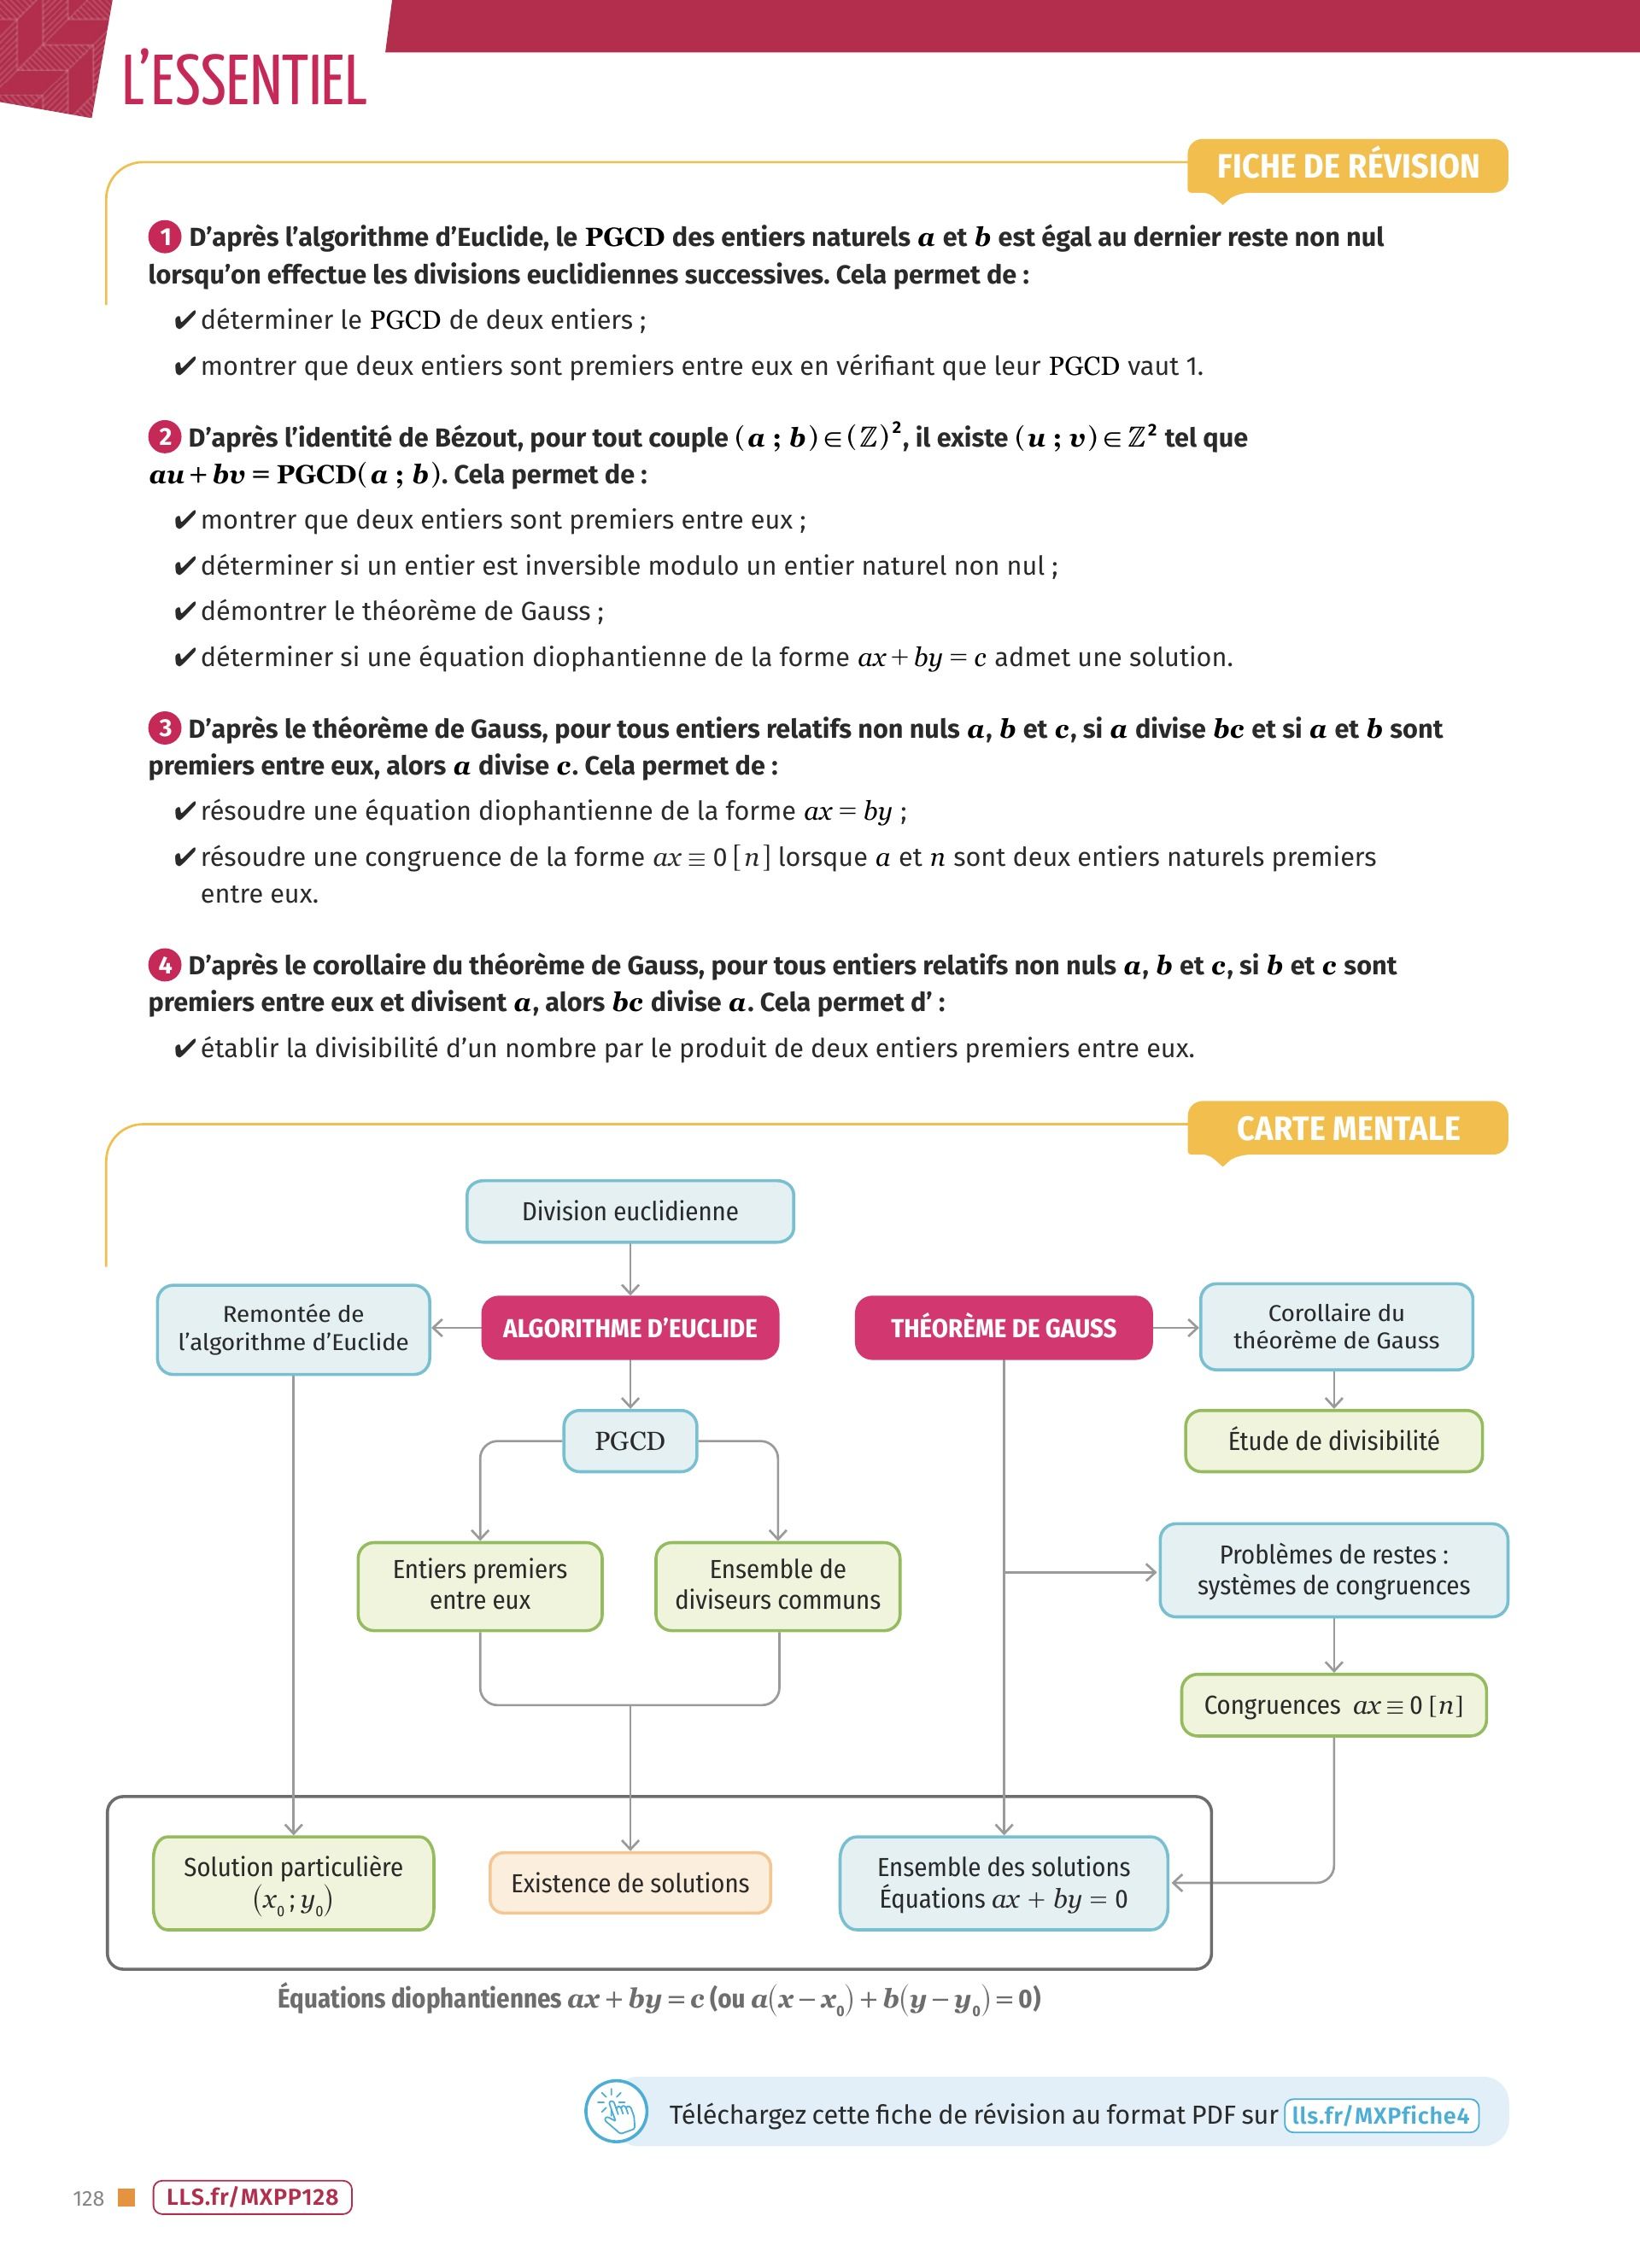 L'ESSENTIEL
FICHE DE RÉVISION
1 D'après l'algorithme d'Euclide, le PGCD des entiers naturels a et b est égal au dernier reste non nul
lorsqu'on effectue les divisions euclidiennes successives. Cela permet de :
✔ déterminer le PGCD de deux entiers ;
✔ montrer que deux entiers sont premiers entre eux en vérifiant que leur PGCD vaut 1.
2 D'après l'identité de Bézout, pour tout couple (a ; b) ∈ (ℤ)², il existe (u ; v) ∈ ℤ² tel que
au + bv = PGCD(a ; b). Cela permet de :
✔ montrer que deux entiers sont premiers entre eux ;
✔ déterminer si un entier est inversible modulo un entier naturel non nul ;
✔ démontrer le théorème de Gauss ;
✔ déterminer si une équation diophantienne de la forme ax + by = c admet une solution.
3 D'après le théorème de Gauss, pour tous entiers relatifs non nuls a, b et c, si a divise bc et si a et b sont
premiers entre eux, alors a divise c. Cela permet de :
✔ résoudre une équation diophantienne de la forme ax = by ;
✔ résoudre une congruence de la forme ax ≡ 0 [n] lorsque a et n sont deux entiers naturels premiers
entre eux.
4 D'après le corollaire du théorème de Gauss, pour tous entiers relatifs non nuls a, b et c, si b et c sont
premiers entre eux et divisent a, alors bc divise a. Cela permet d' :
✔ établir la divisibilité d'un nombre par le produit de deux entiers premiers entre eux.
CARTE MENTALE
Division euclidienne
Remontée de
l'algorithme d'Euclide
ALGORITHME D'EUCLIDE
THÉORÈME DE GAUSS
Corollaire du
théorème de Gauss
PGCD
Étude de divisibilité
Entiers premiers
entre eux
Ensemble de
diviseurs communs
Problèmes de restes :
systèmes de congruences
Congruences ax ≡ 0 [n]
Solution particulière
(x₀ ; y₀)
Existence de solutions
Ensemble des solutions
Équations ax + by = 0
Équations diophantiennes ax + by = c (ou a(x − x₀) + b(y − y₀) = 0)
Téléchargez cette fiche de révision au format PDF sur lls.fr/MXPfiche4
128 LLS.fr/MXPP128